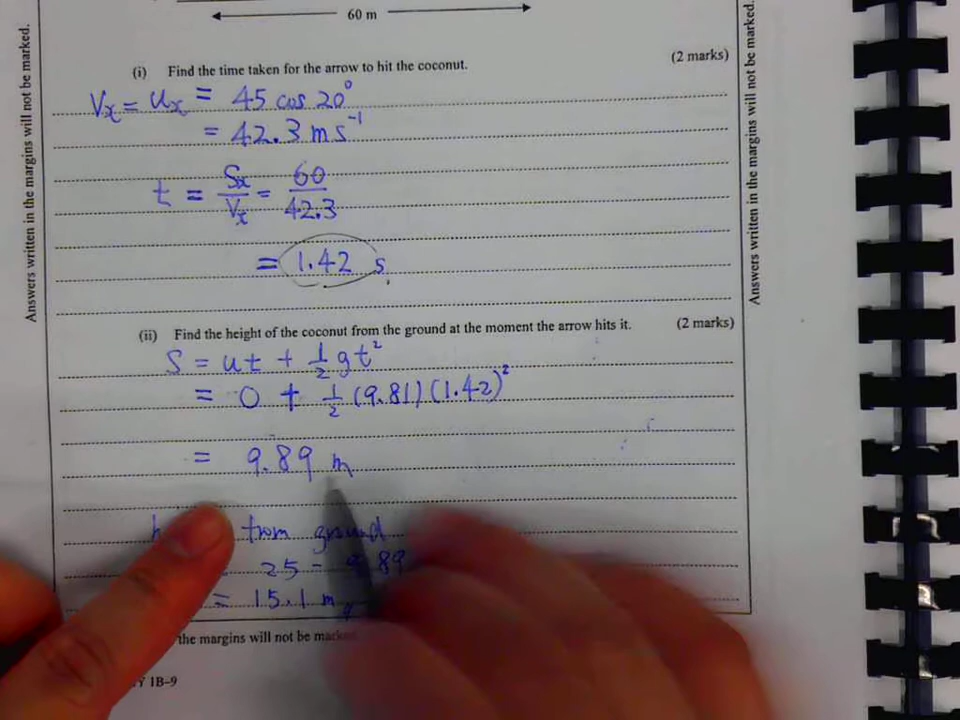 60 m
(i) Find the time taken for the arrow to hit the coconut. (2 marks)
Vx = ux = 45 cos 20°
= 42.3 m s⁻¹
t = Sx/Vx = 60/42.3
= 1.42 s
(ii) Find the height of the coconut from the ground at the moment the arrow hits it. (2 marks)
S = ut + 1/2 gt²
= 0 + 1/2 (9.81)(1.42)²
= 9.89 m
from ground
25 - 9.89
= 15.1 m
the margins will not be
1B-9
Answers written in the margins will not be marked.
Answers written in the margins will not be marked.